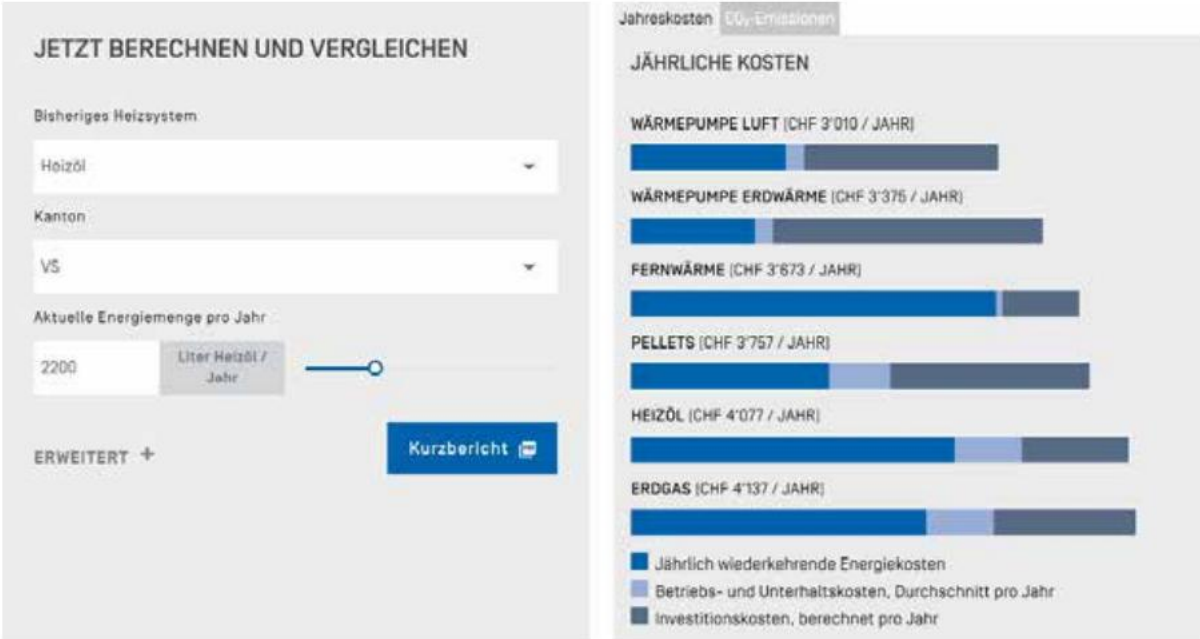 JETZT BERECHNEN UND VERGLEICHEN
Bisheriges Heizsystem
Heizöl
Kanton
VS
Aktuelle Energiemenge pro Jahr
2200
Liter Heizöl /
Jahr
ERWEITERT +
Kurzbericht
Jahreskosten CO₂-Emissionen
JÄHRLICHE KOSTEN
WÄRMEPUMPE LUFT (CHF 3'010 / JAHR)
WÄRMEPUMPE ERDWÄRME (CHF 3'375 / JAHR)
FERNWÄRME (CHF 3'673 / JAHR)
PELLETS (CHF 3'757 / JAHR)
HEIZÖL (CHF 4'077 / JAHR)
ERDGAS (CHF 4'137 / JAHR)
Jährlich wiederkehrende Energiekosten
Betriebs- und Unterhaltskosten, Durchschnitt pro Jahr
Investitionskosten, berechnet pro Jahr